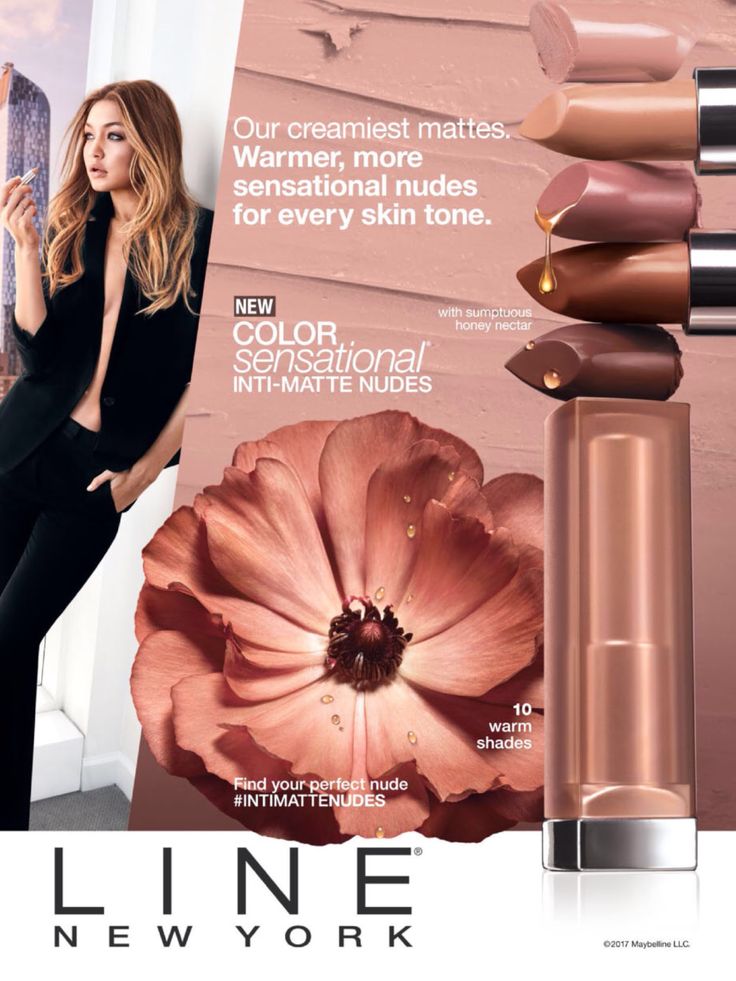 Our creamiest mattes.
Warmer, more
sensational nudes
for every skin tone.
NEW
COLOR
sensational®
INTI-MATTE NUDES
with sumptuous
honey nectar
10
warm
shades
Find your perfect nude
#INTIMATTENUDES
LINE®
NEW YORK
©2017 Maybelline LLC.